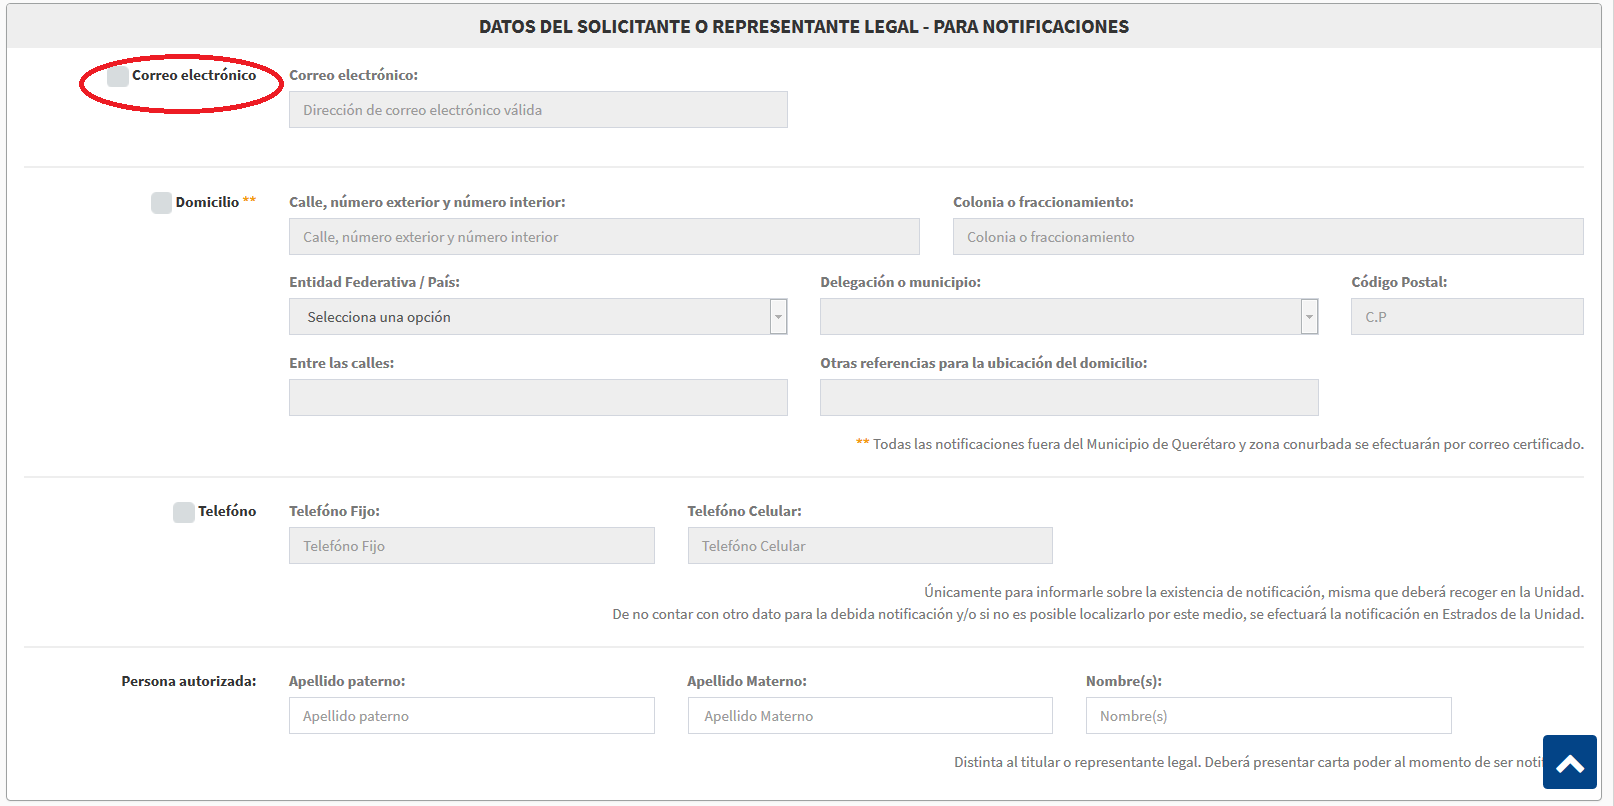 DATOS DEL SOLICITANTE O REPRESENTANTE LEGAL - PARA NOTIFICACIONES
Correo electrónico
Correo electrónico:
Dirección de correo electrónico válida
Domicilio **
Calle, número exterior y número interior:
Colonia o fraccionamiento:
Calle, número exterior y número interior
Colonia o fraccionamiento
Entidad Federativa / País:
Delegación o municipio:
Código Postal:
Selecciona una opción
C.P
Entre las calles:
Otras referencias para la ubicación del domicilio:
** Todas las notificaciones fuera del Municipio de Querétaro y zona conurbada se efectuarán por correo certificado.
Telefóno
Telefóno Fijo:
Telefóno Celular:
Telefóno Fijo
Telefóno Celular
Únicamente para informarle sobre la existencia de notificación, misma que deberá recoger en la Unidad.
De no contar con otro dato para la debida notificación y/o si no es posible localizarlo por este medio, se efectuará la notificación en Estrados de la Unidad.
Persona autorizada:
Apellido paterno:
Apellido Materno:
Nombre(s):
Apellido paterno
Apellido Materno
Nombre(s)
Distinta al titular o representante legal. Deberá presentar carta poder al momento de ser